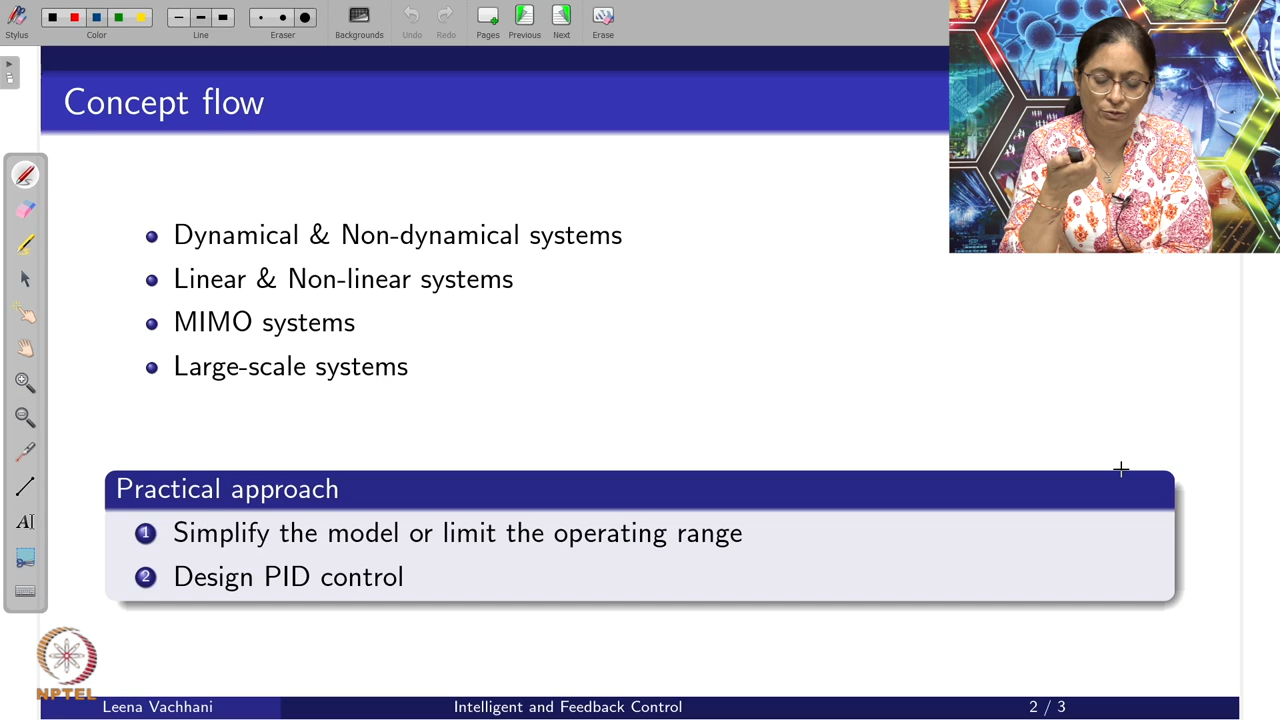 Stylus
Color
Line
Eraser
Backgrounds
Undo
Redo
Pages
Previous
Next
Erase
Concept flow
Dynamical & Non-dynamical systems
Linear & Non-linear systems
MIMO systems
Large-scale systems
Practical approach
1 Simplify the model or limit the operating range
2 Design PID control
AI
NPTEL
Leena Vachhani Intelligent and Feedback Control 2 / 3